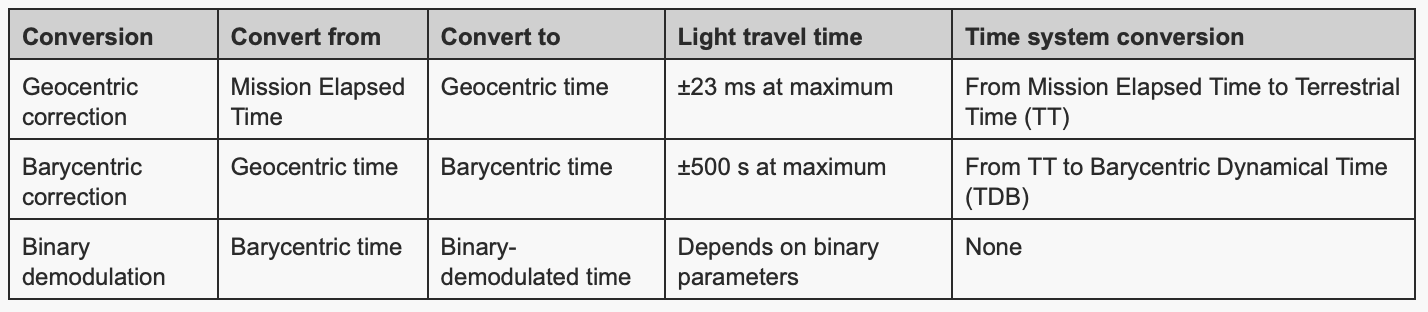 Conversion Convert from Convert to Light travel time Time system conversion
Geocentric correction Mission Elapsed Time Geocentric time ±23 ms at maximum From Mission Elapsed Time to Terrestrial Time (TT)
Barycentric correction Geocentric time Barycentric time ±500 s at maximum From TT to Barycentric Dynamical Time (TDB)
Binary demodulation Barycentric time Binary-demodulated time Depends on binary parameters None